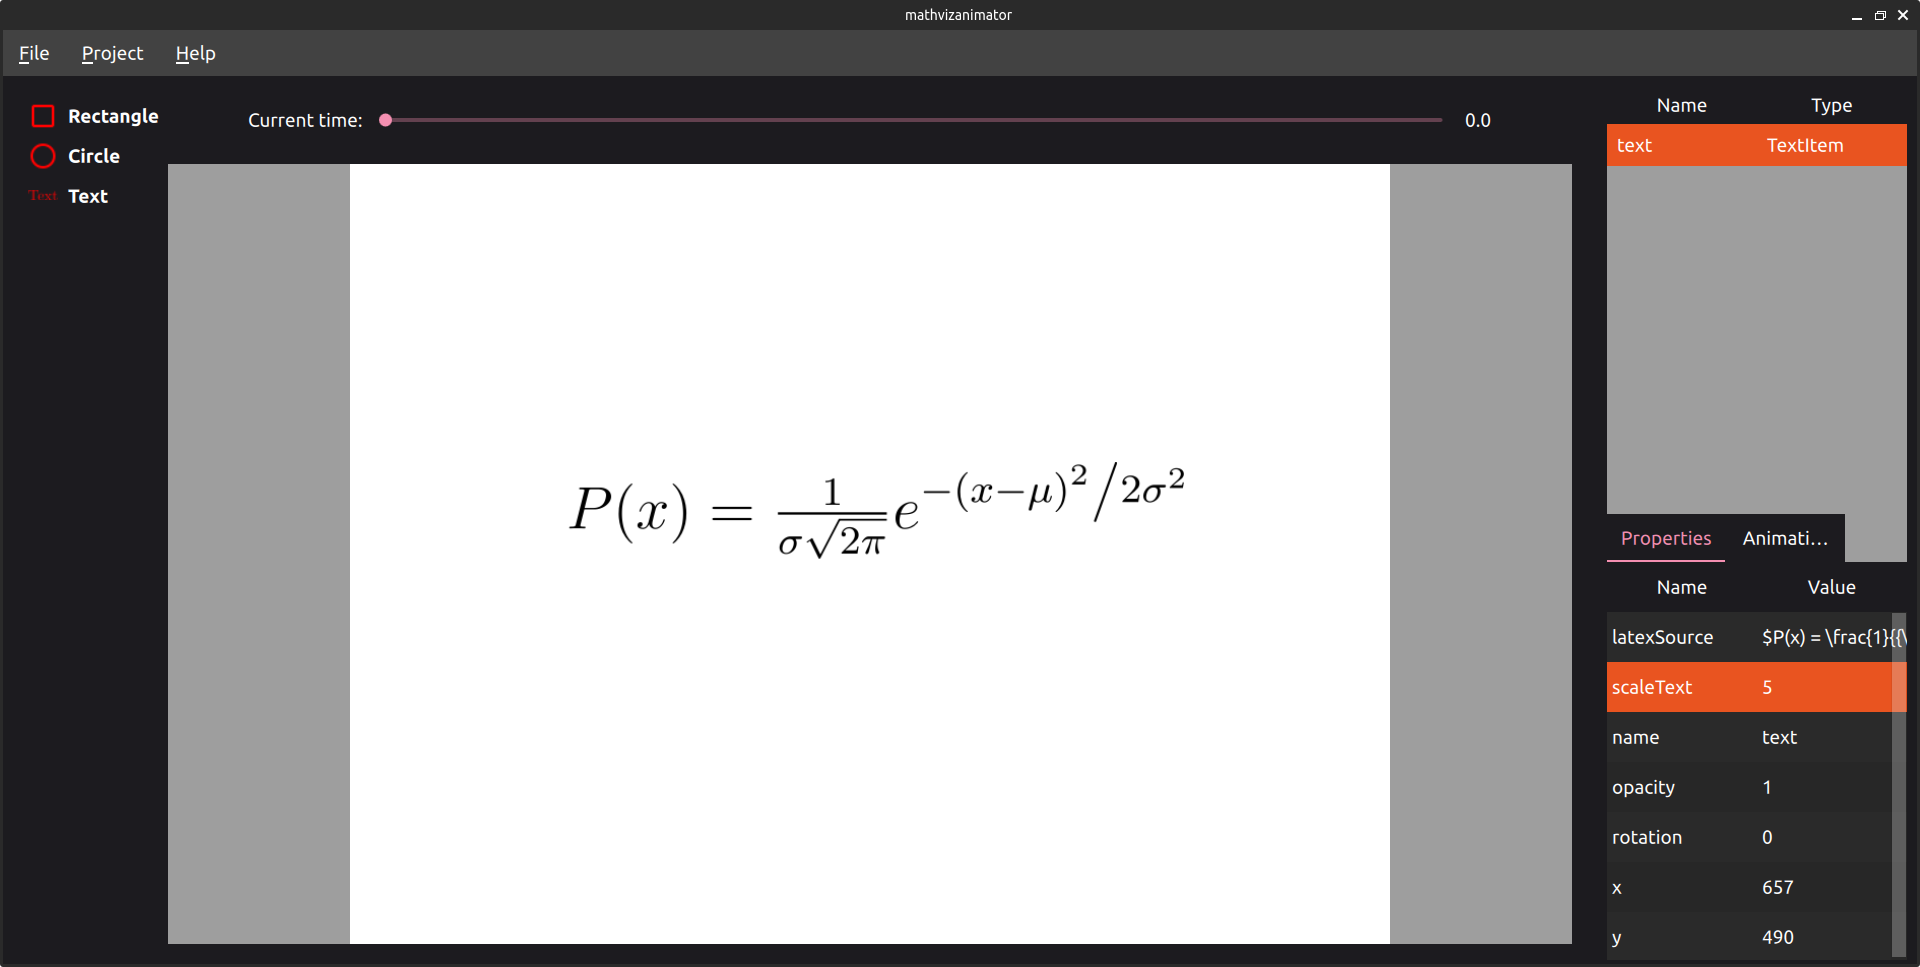 mathvizanimator
File Project Help
Rectangle
Circle
Text Text
Current time: 0.0
P(x) = \frac{1}{\sigma\sqrt{2\pi}} e^{-(x-\mu)^2/2\sigma^2}
Name Type
text TextItem
Properties Animati...
Name Value
latexSource $P(x) = \frac{1}{{\
scaleText 5
name text
opacity 1
rotation 0
x 657
y 490